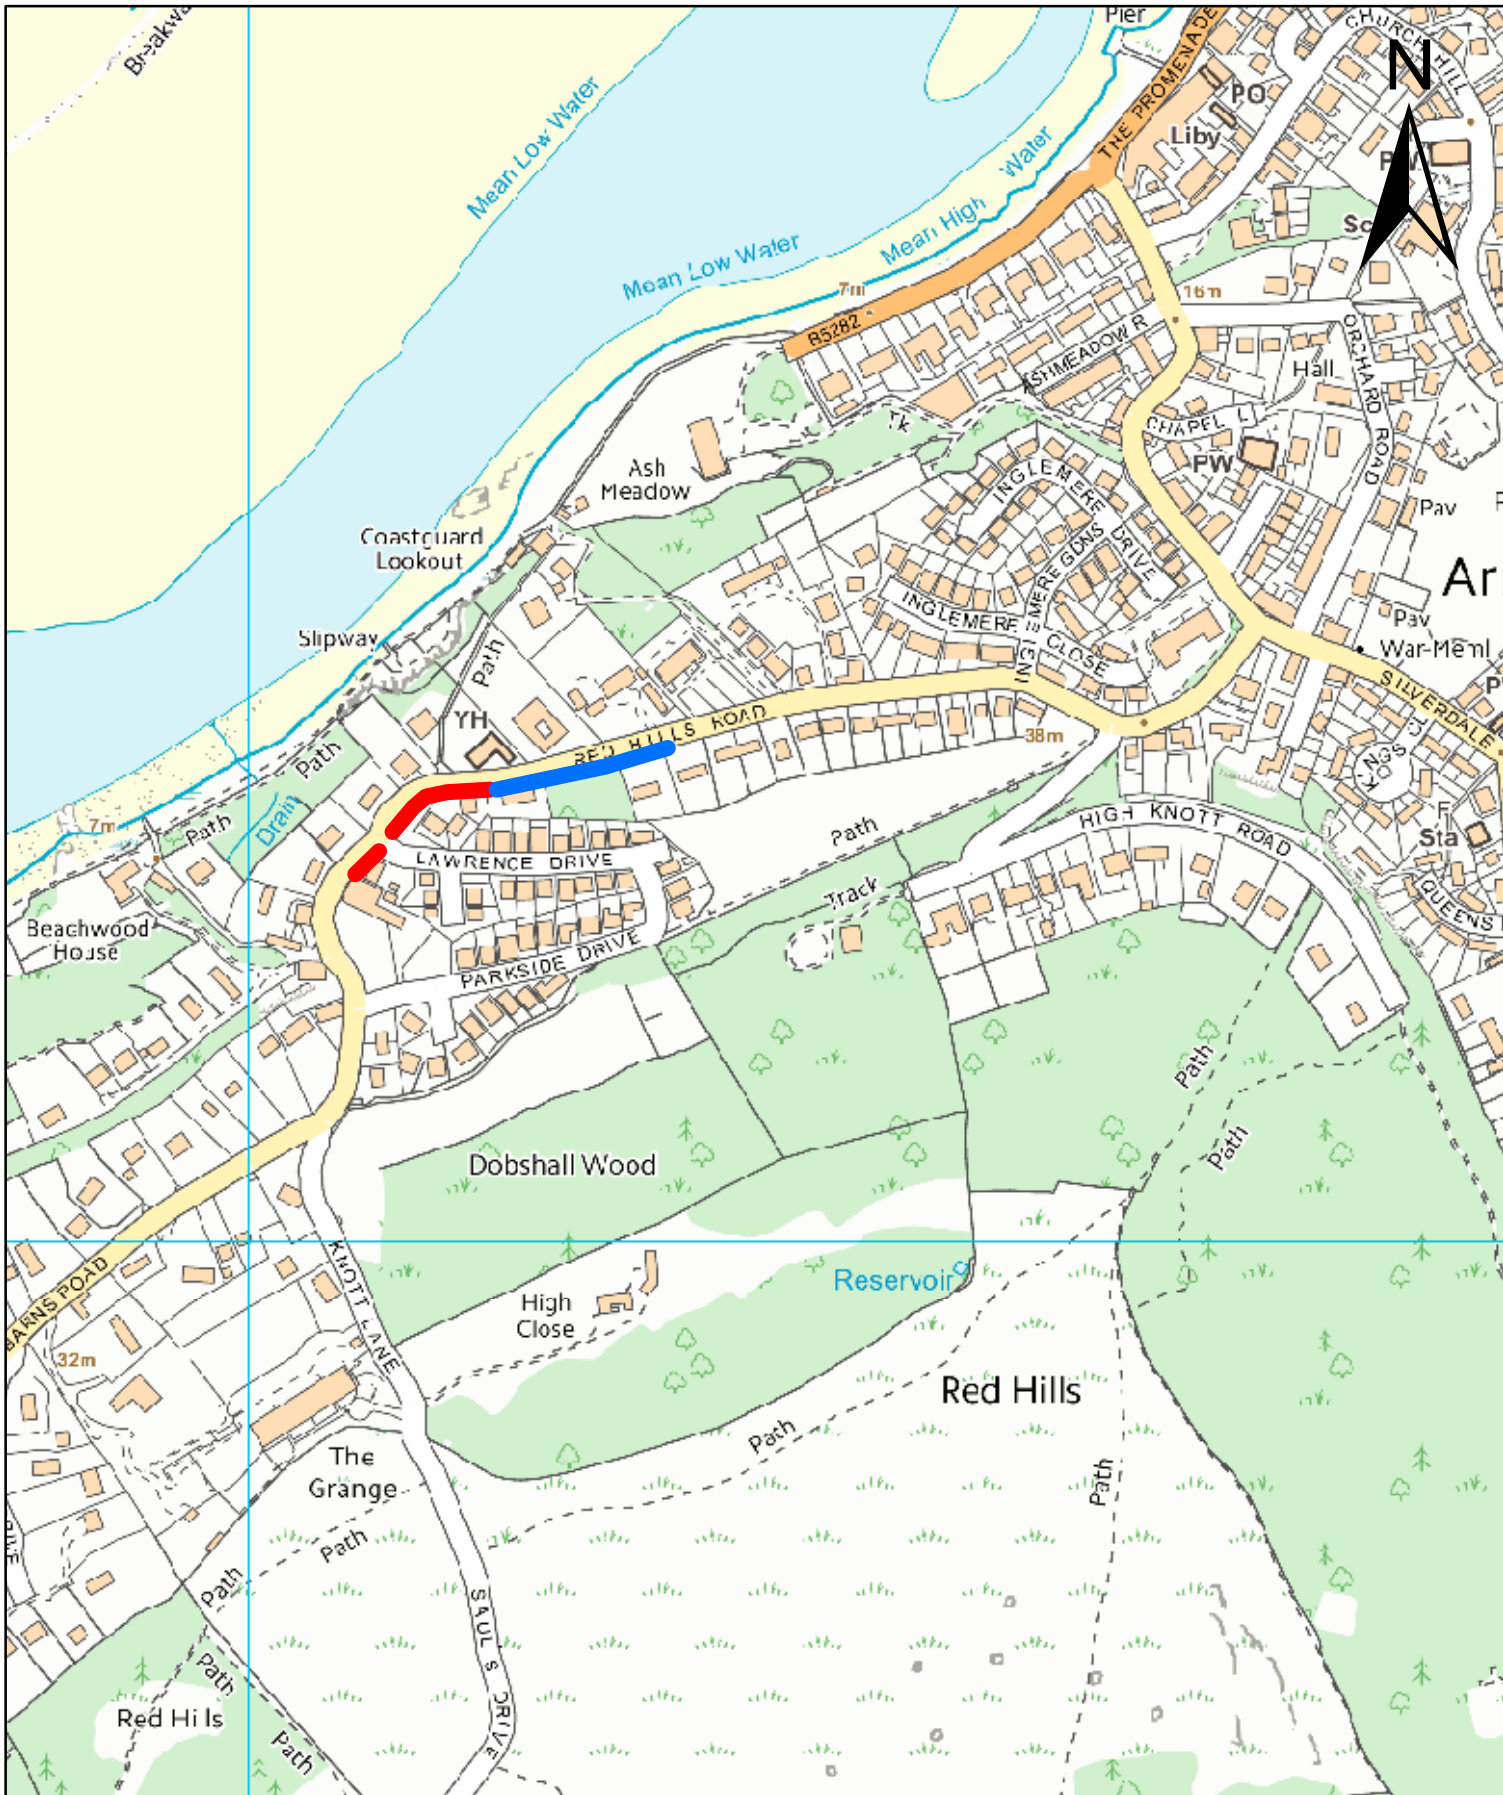 Pier
CHURCH HILL
N
THE PROMENADE
PO
Liby
Mean Low Water
Mean High Water
Mean Low Water
7m
16m
B5282
ORCHARD ROAD
Hall
CHAPEL L
Tk
PW
INGLEMERE DRIVE
Ash
Meadow
Pav
Coastguard
Lookout
Ar
INGLEMERE CLOSE
Pav
Slipway
War Meml
Path
SILVERDALE
YH
RED HILLS ROAD
38m
Path
KNGS
Drain
7m
Path
HIGH KNOTT ROAD
Path
Sta
LAWRENCE DRIVE
Track
QUEENS
Beachwood
House
PARKSIDE DRIVE
Path
Path
Dobshall Wood
Reservoir
KNOTT LANE
High
Close
32m
Red Hills
Path
The
Grange
Path
Path
Path
SAUL S DRIVE
Path
Red Hills
Path